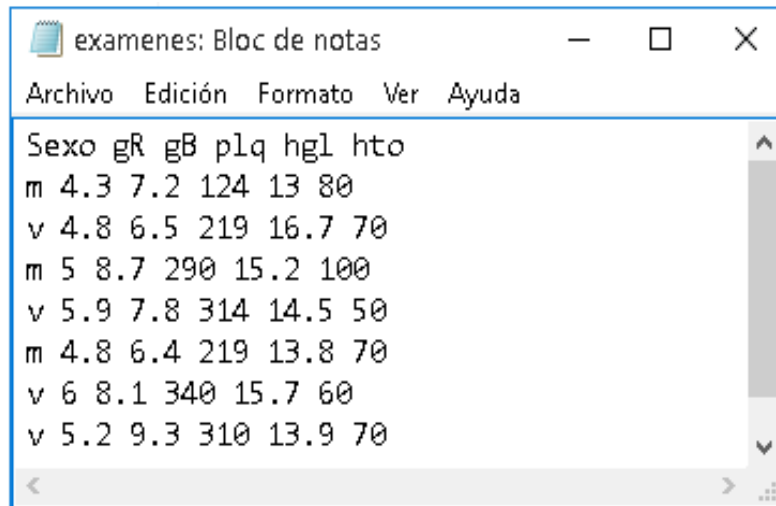 examenes: Bloc de notas
Archivo Edición Formato Ver Ayuda
Sexo gR gB plq hgl hto
m 4.3 7.2 124 13 80
v 4.8 6.5 219 16.7 70
m 5 8.7 290 15.2 100
v 5.9 7.8 314 14.5 50
m 4.8 6.4 219 13.8 70
v 6 8.1 340 15.7 60
v 5.2 9.3 310 13.9 70